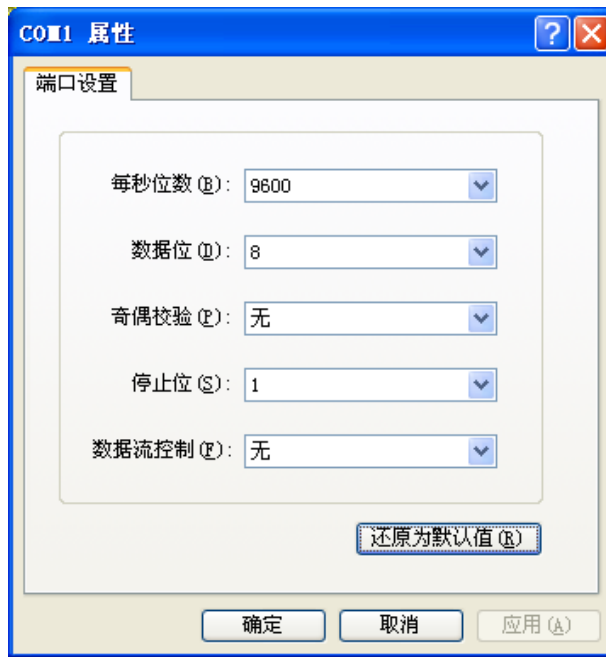 COM1 属性
端口设置
每秒位数(B): 9600
数据位(D): 8
奇偶校验(P): 无
停止位(S): 1
数据流控制(F): 无
还原为默认值(R)
确定 取消 应用(A)